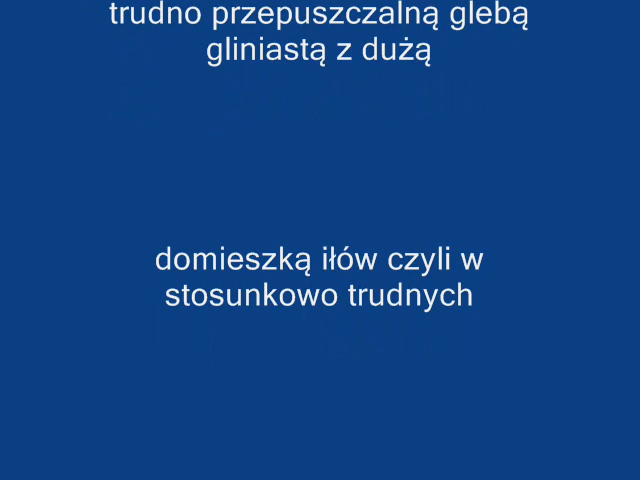 trudno przepuszczalną glebą
gliniastą z dużą
domieszką iłów czyli w
stosunkowo trudnych